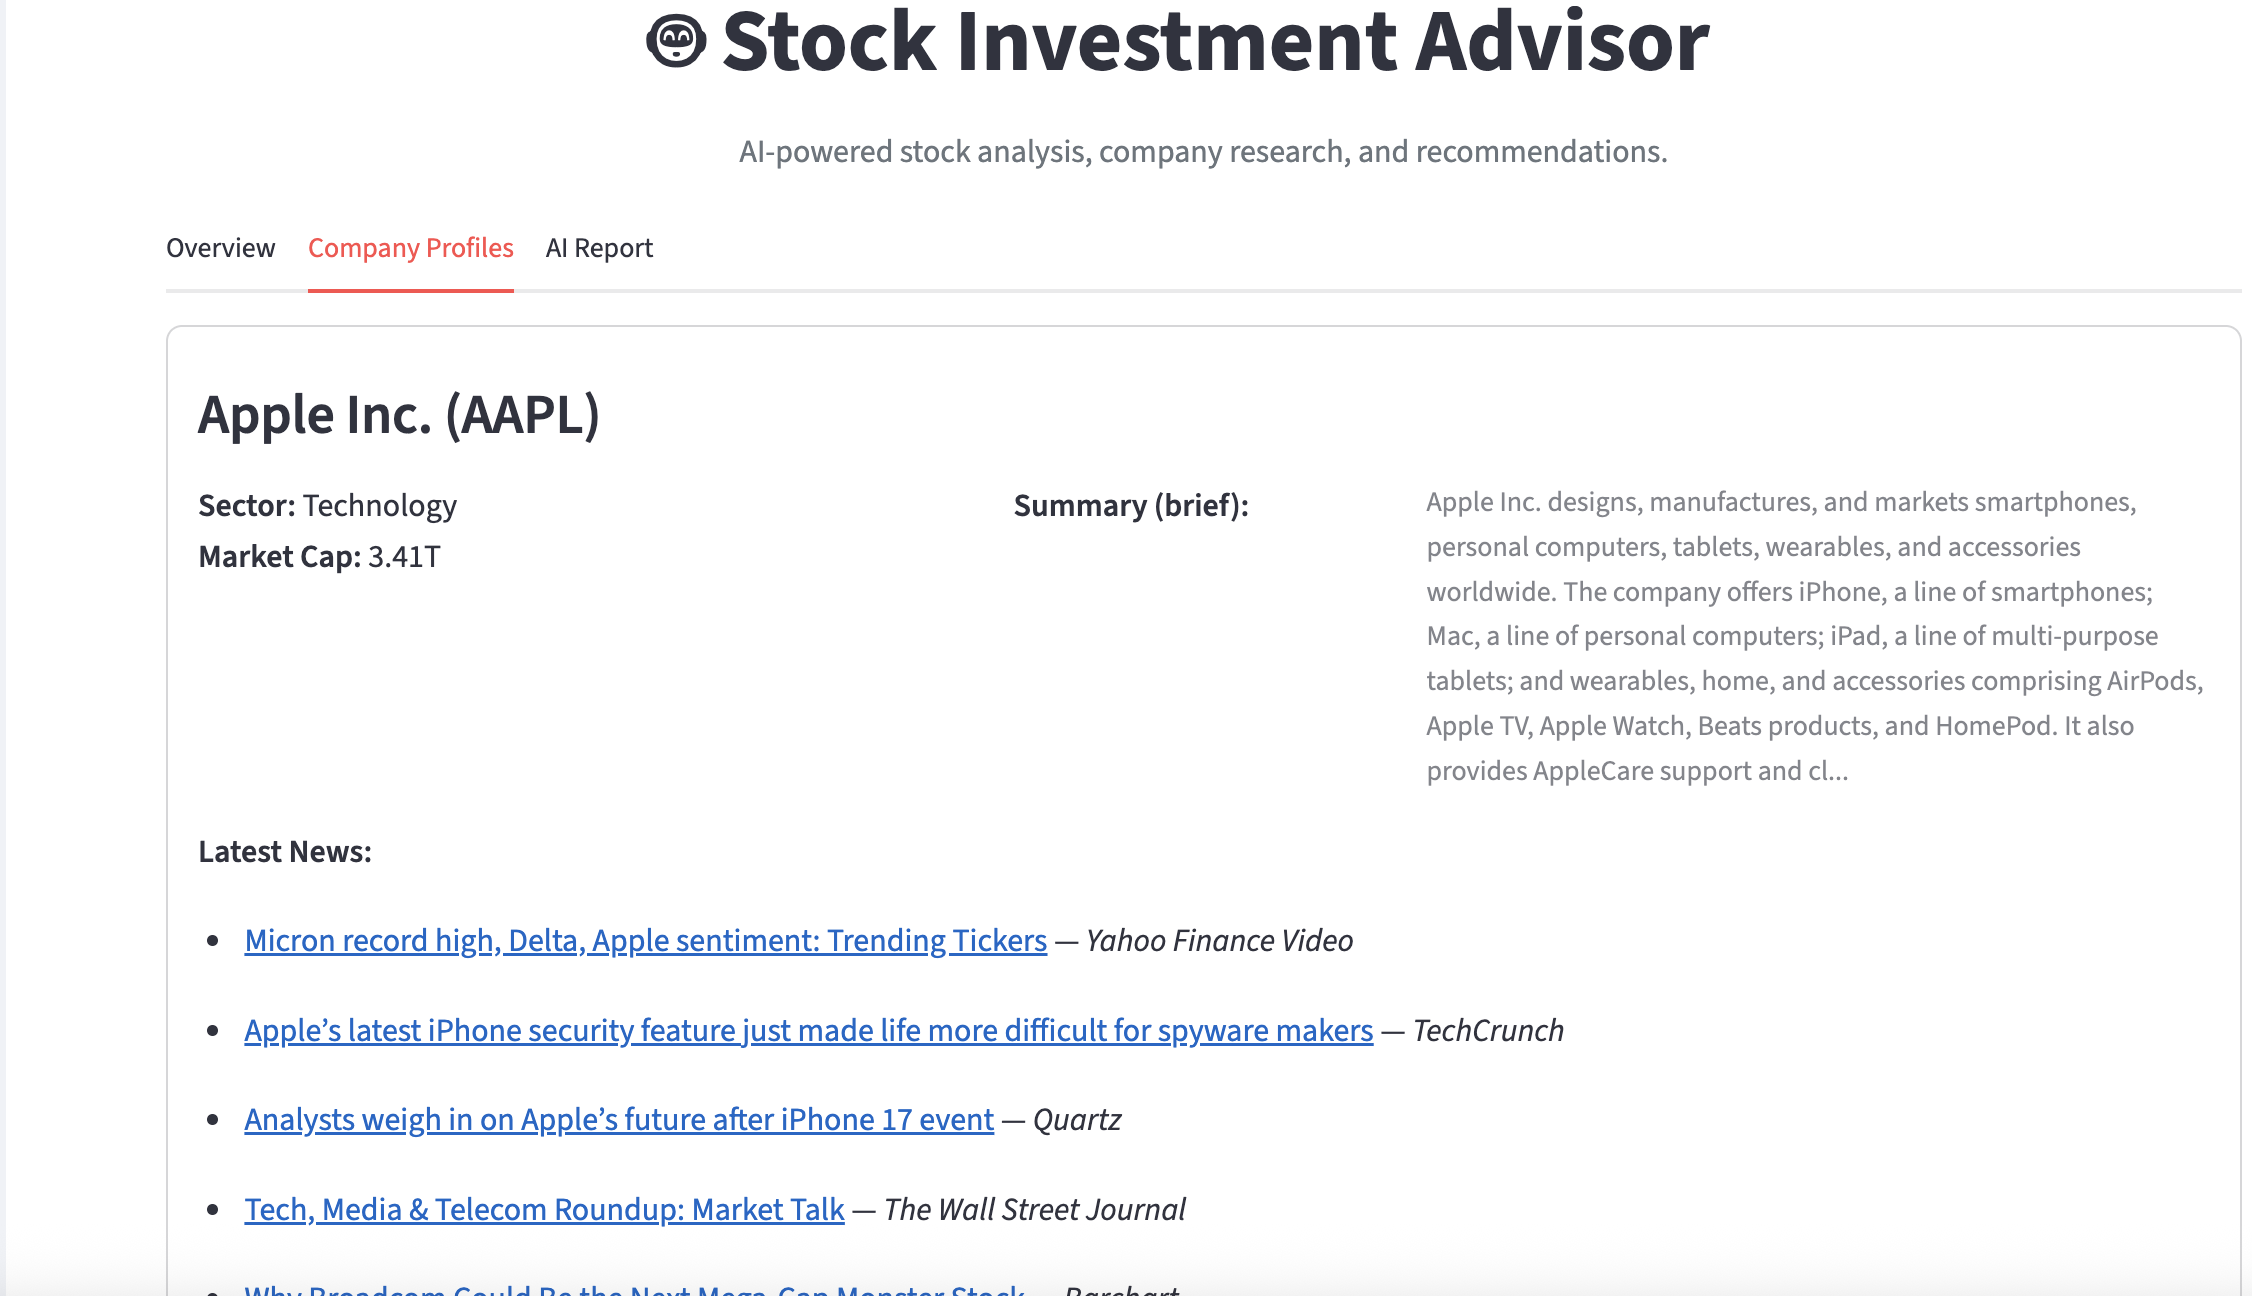 Stock Investment Advisor
AI-powered stock analysis, company research, and recommendations.
Overview Company Profiles AI Report
Apple Inc. (AAPL)
Sector: Technology
Market Cap: 3.41T
Summary (brief):
Apple Inc. designs, manufactures, and markets smartphones,
personal computers, tablets, wearables, and accessories
worldwide. The company offers iPhone, a line of smartphones;
Mac, a line of personal computers; iPad, a line of multi-purpose
tablets; and wearables, home, and accessories comprising AirPods,
Apple TV, Apple Watch, Beats products, and HomePod. It also
provides AppleCare support and cl...
Latest News:
• Micron record high, Delta, Apple sentiment: Trending Tickers — Yahoo Finance Video
• Apple’s latest iPhone security feature just made life more difficult for spyware makers — TechCrunch
• Analysts weigh in on Apple’s future after iPhone 17 event — Quartz
• Tech, Media & Telecom Roundup: Market Talk — The Wall Street Journal
• Why Broadcom Could Be the Next Mega-Cap Monster Stock — Barchart